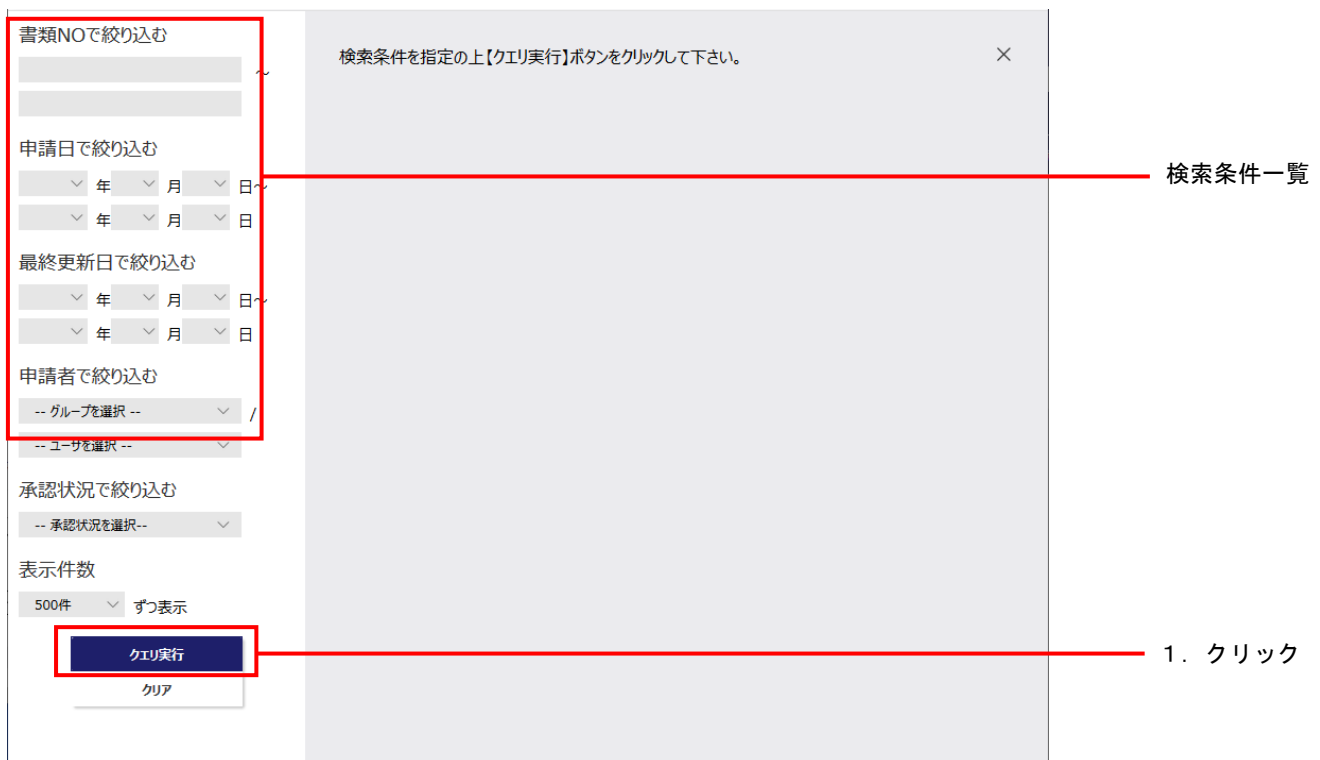 書類NOで絞り込む
～
検索条件を指定の上【クエリ実行】ボタンをクリックして下さい。
申請日で絞り込む
年 月 日～
年 月 日
検索条件一覧
最終更新日で絞り込む
年 月 日～
年 月 日
申請者で絞り込む
-- グループを選択 -- /
-- ユーザを選択 --
承認状況で絞り込む
-- 承認状況を選択--
表示件数
500件 ずつ表示
クエリ実行
1．クリック
クリア